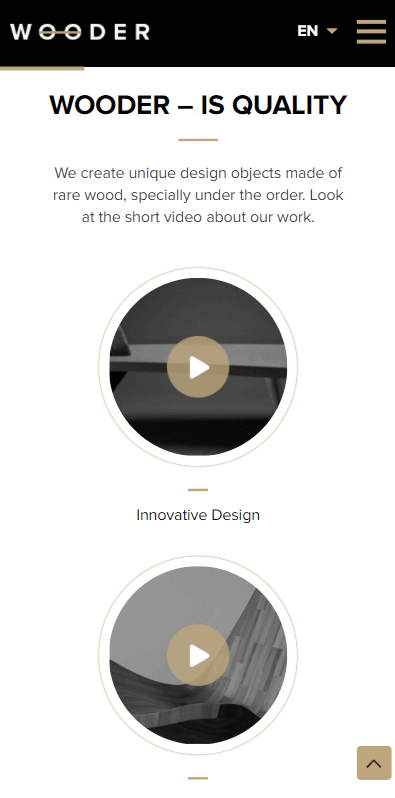 WOODER
EN
WOODER – IS QUALITY
We create unique design objects made of
rare wood, specially under the order. Look
at the short video about our work.
Innovative Design